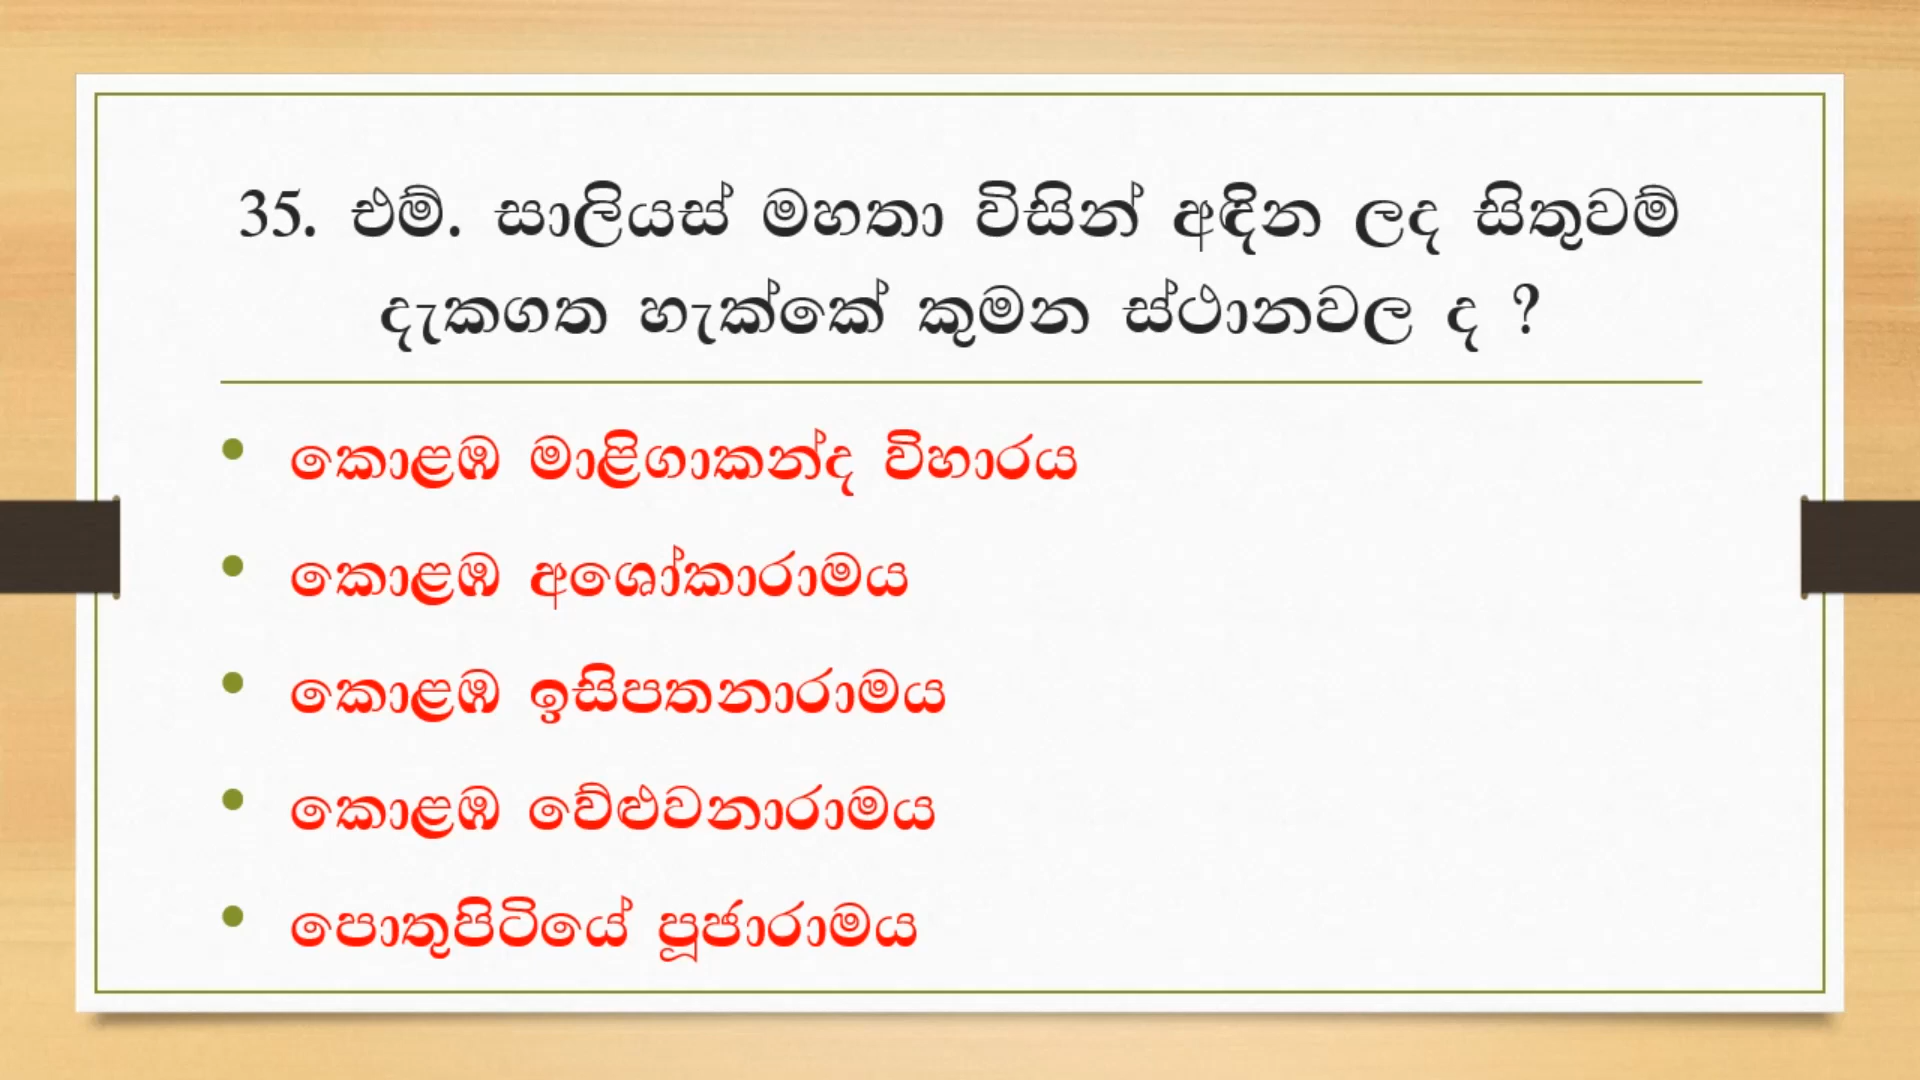 35. එම්. සාලියස් මහතා විසින් අඳින ලද සිතුවම්
දැකගත හැක්කේ කුමන ස්ථානවල ද ?
• කොළඹ මාළිගාකන්ද විහාරය
• කොළඹ අශෝකාරාමය
• කොළඹ ඉසිපතනාරාමය
• කොළඹ වේළුවනාරාමය
• පොතුපිටියේ පූජාරාමය